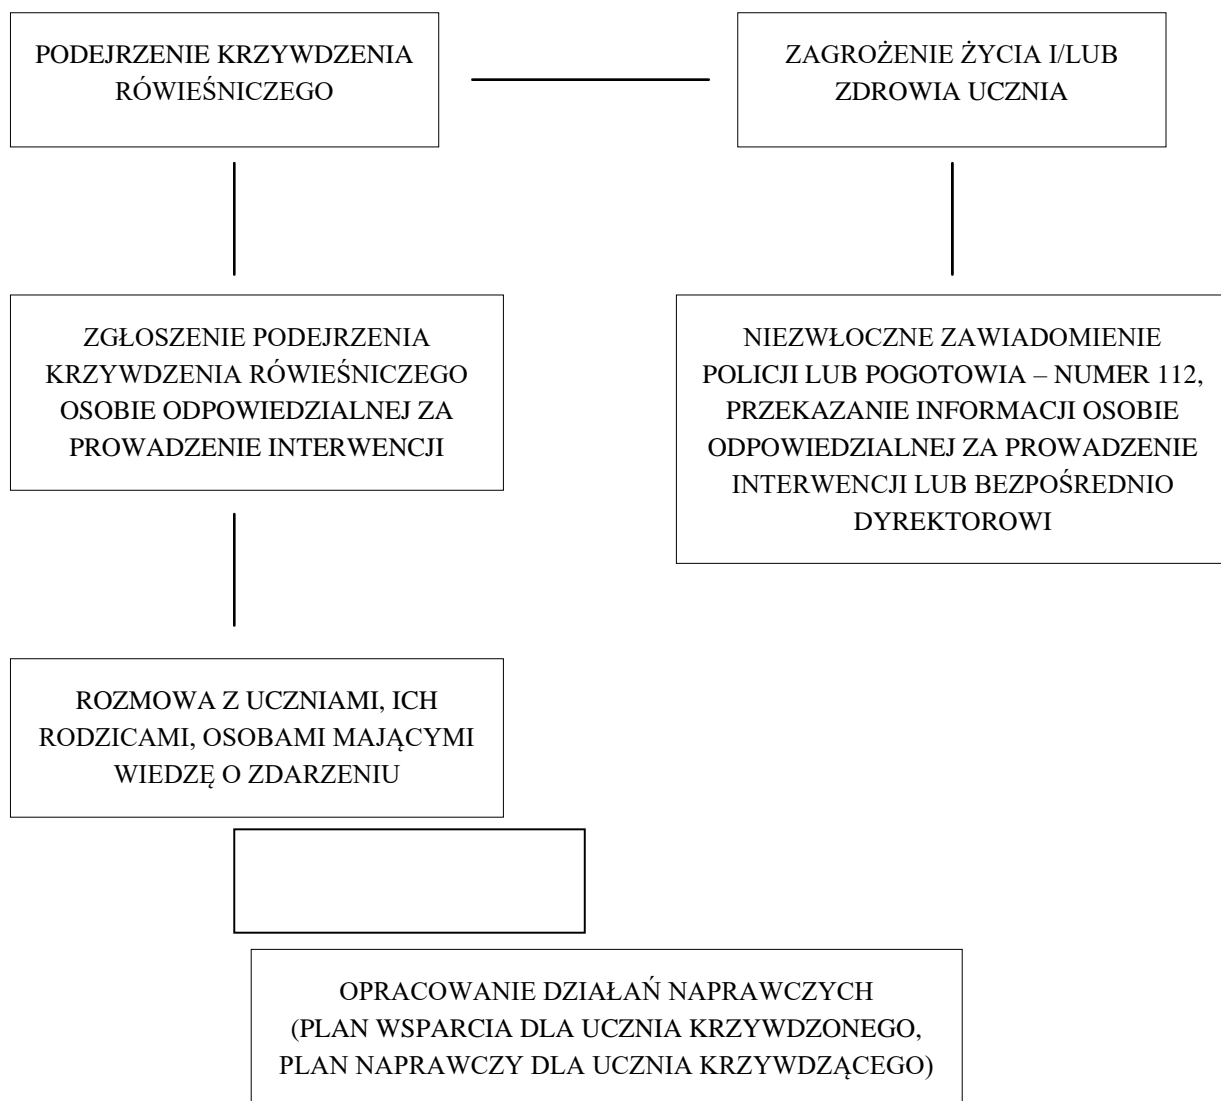 PODEJRZENIE KRZYWDZENIA
RÓWIEŚNICZEGO
ZAGROŻENIE ŻYCIA I/LUB
ZDROWIA UCZNIA
ZGŁOSZENIE PODEJRZENIA
KRZYWDZENIA RÓWIEŚNICZEGO
OSOBIE ODPOWIEDZIALNEJ ZA
PROWADZENIE INTERWENCJI
NIEZWŁOCZNE ZAWIADOMIENIE
POLICJI LUB POGOTOWIA – NUMER 112,
PRZEKAZANIE INFORMACJI OSOBIE
ODPOWIEDZIALNEJ ZA PROWADZENIE
INTERWENCJI LUB BEZPOŚREDNIO
DYREKTOROWI
ROZMOWA Z UCZNIAMI, ICH
RODZICAMI, OSOBAMI MAJĄCYMI
WIEDZĘ O ZDARZENIU
OPRACOWANIE DZIAŁAŃ NAPRAWCZYCH
(PLAN WSPARCIA DLA UCZNIA KRZYWDZONEGO,
PLAN NAPRAWCZY DLA UCZNIA KRZYWDZĄCEGO)